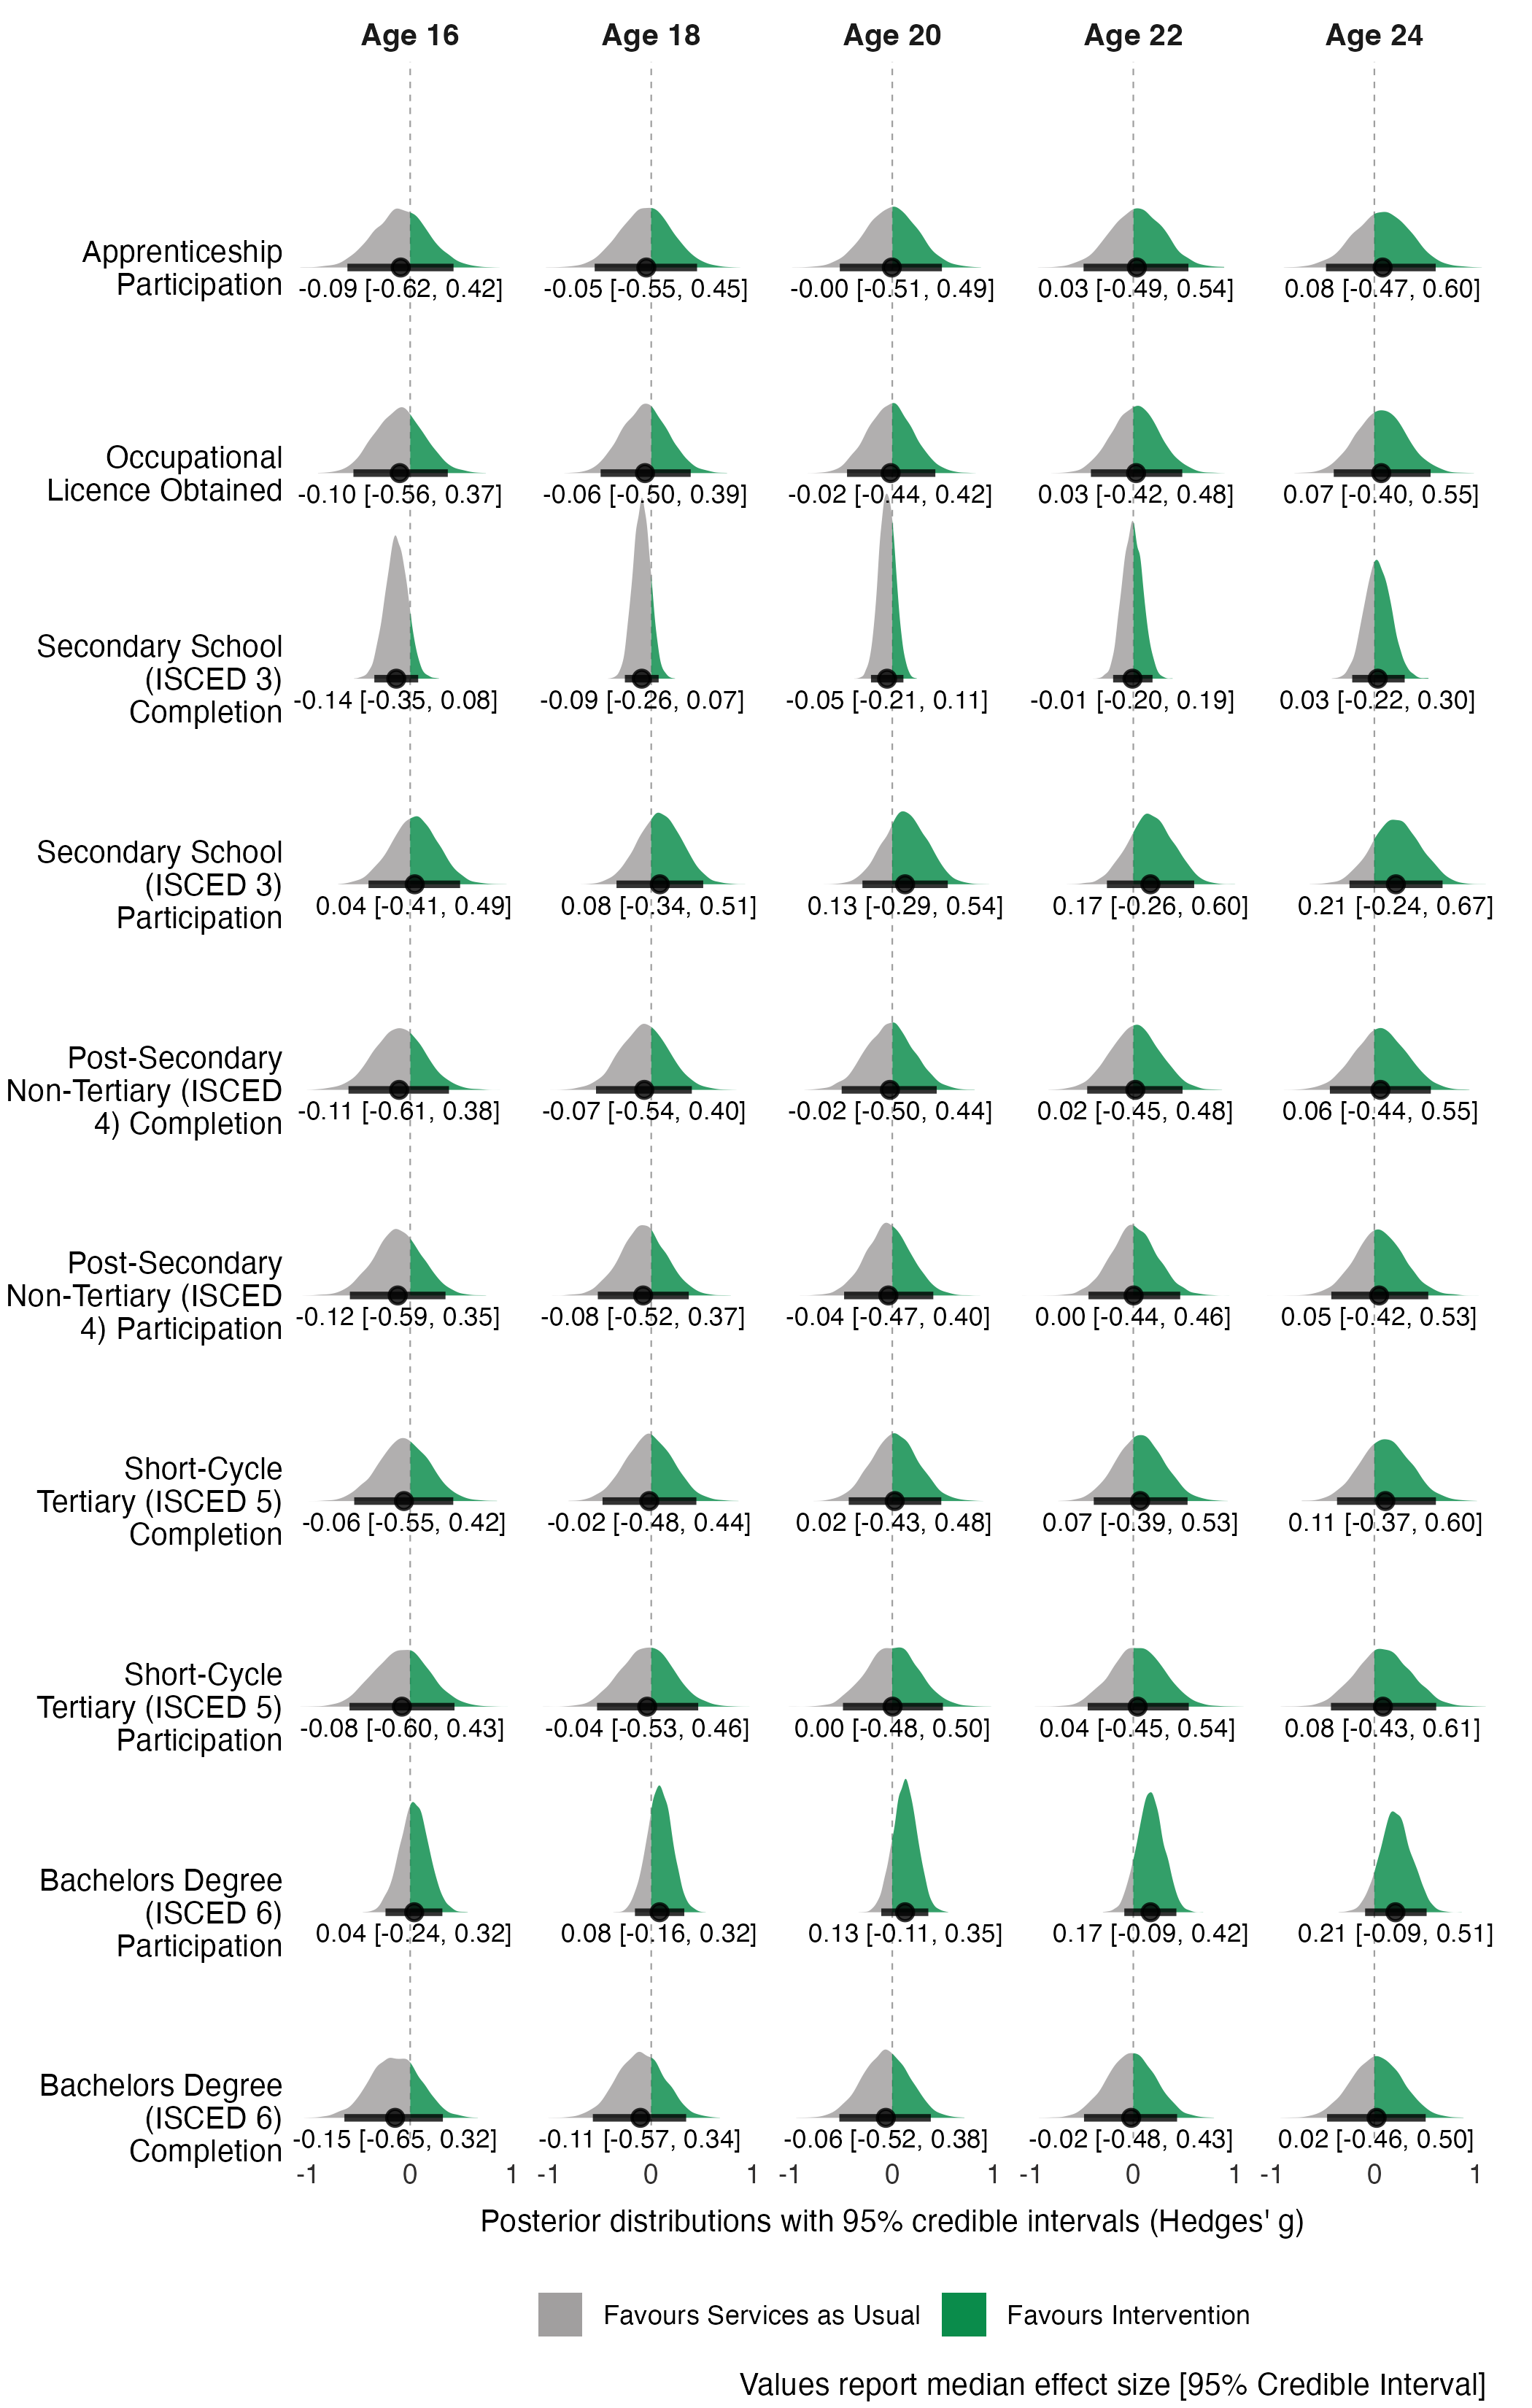 Age 16 Age 18 Age 20 Age 22 Age 24
Apprenticeship
Participation
-0.09 [-0.62, 0.42] -0.05 [-0.55, 0.45] -0.00 [-0.51, 0.49] 0.03 [-0.49, 0.54] 0.08 [-0.47, 0.60]
Occupational
Licence Obtained
-0.10 [-0.56, 0.37] -0.06 [-0.50, 0.39] -0.02 [-0.44, 0.42] 0.03 [-0.42, 0.48] 0.07 [-0.40, 0.55]
Secondary School
(ISCED 3)
Completion
-0.14 [-0.35, 0.08] -0.09 [-0.26, 0.07] -0.05 [-0.21, 0.11] -0.01 [-0.20, 0.19] 0.03 [-0.22, 0.30]
Secondary School
(ISCED 3)
Participation
0.04 [-0.41, 0.49] 0.08 [-0.34, 0.51] 0.13 [-0.29, 0.54] 0.17 [-0.26, 0.60] 0.21 [-0.24, 0.67]
Post-Secondary
Non-Tertiary (ISCED
4) Completion
-0.11 [-0.61, 0.38] -0.07 [-0.54, 0.40] -0.02 [-0.50, 0.44] 0.02 [-0.45, 0.48] 0.06 [-0.44, 0.55]
Post-Secondary
Non-Tertiary (ISCED
4) Participation
-0.12 [-0.59, 0.35] -0.08 [-0.52, 0.37] -0.04 [-0.47, 0.40] 0.00 [-0.44, 0.46] 0.05 [-0.42, 0.53]
Short-Cycle
Tertiary (ISCED 5)
Completion
-0.06 [-0.55, 0.42] -0.02 [-0.48, 0.44] 0.02 [-0.43, 0.48] 0.07 [-0.39, 0.53] 0.11 [-0.37, 0.60]
Short-Cycle
Tertiary (ISCED 5)
Participation
-0.08 [-0.60, 0.43] -0.04 [-0.53, 0.46] 0.00 [-0.48, 0.50] 0.04 [-0.45, 0.54] 0.08 [-0.43, 0.61]
Bachelors Degree
(ISCED 6)
Participation
0.04 [-0.24, 0.32] 0.08 [-0.16, 0.32] 0.13 [-0.11, 0.35] 0.17 [-0.09, 0.42] 0.21 [-0.09, 0.51]
Bachelors Degree
(ISCED 6)
Completion
-0.15 [-0.65, 0.32] -0.11 [-0.57, 0.34] -0.06 [-0.52, 0.38] -0.02 [-0.48, 0.43] 0.02 [-0.46, 0.50]
-1 0 1 -1 0 1 -1 0 1 -1 0 1 -1 0 1
Posterior distributions with 95% credible intervals (Hedges' g)
Favours Services as Usual Favours Intervention
Values report median effect size [95% Credible Interval]